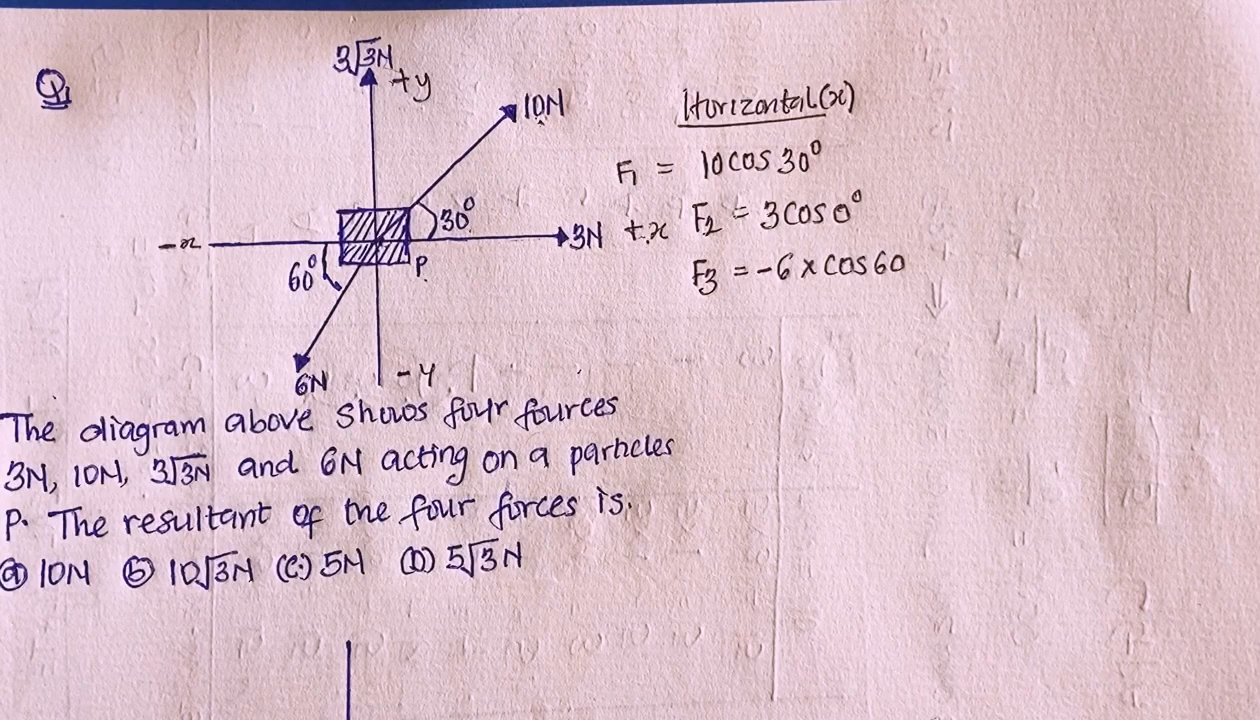 Q1
3√3N
+y
10N
Horizontal(x)
F1 = 10cos 30°
30°
-x
3N +x
F2 = 3cos 0°
60°
P.
F3 = -6 x cos 60
6N
-y
The diagram above shows four fources
3N, 10N, 3√3N and 6N acting on a particles
P. The resultant of the four forces is.
(a) 10N (b) 10√3N (c.) 5N (D) 5√3N